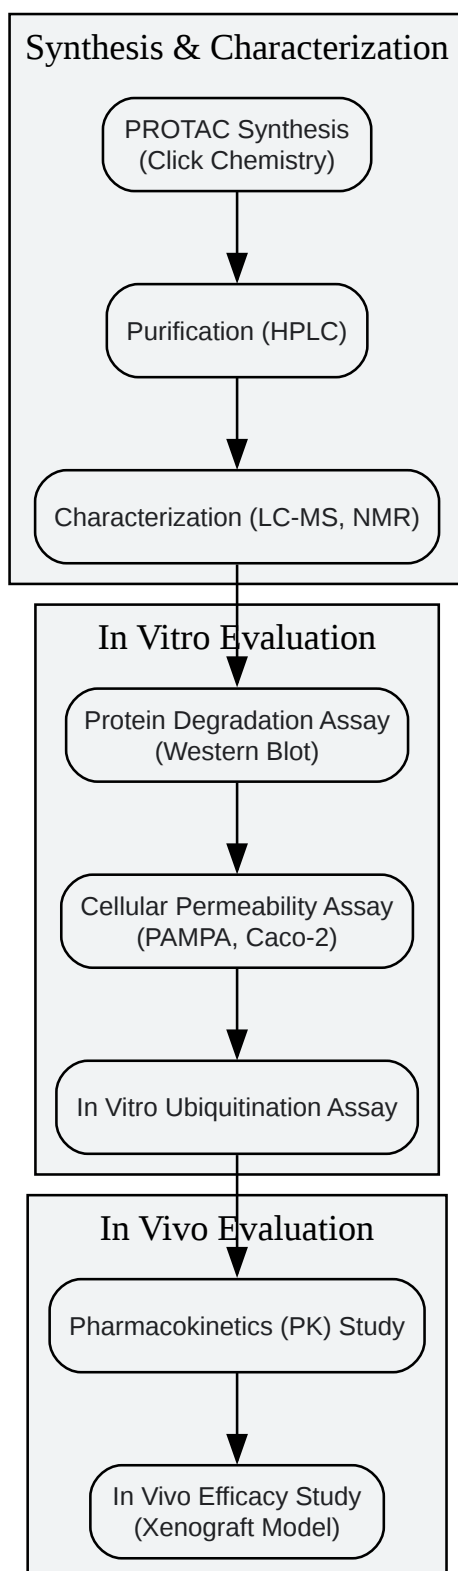 Synthesis & Characterization
PROTAC Synthesis
(Click Chemistry)
Purification (HPLC)
Characterization (LC-MS, NMR)
In Vitro Evaluation
Protein Degradation Assay
(Western Blot)
Cellular Permeability Assay
(PAMPA, Caco-2)
In Vitro Ubiquitination Assay
In Vivo Evaluation
Pharmacokinetics (PK) Study
In Vivo Efficacy Study
(Xenograft Model)